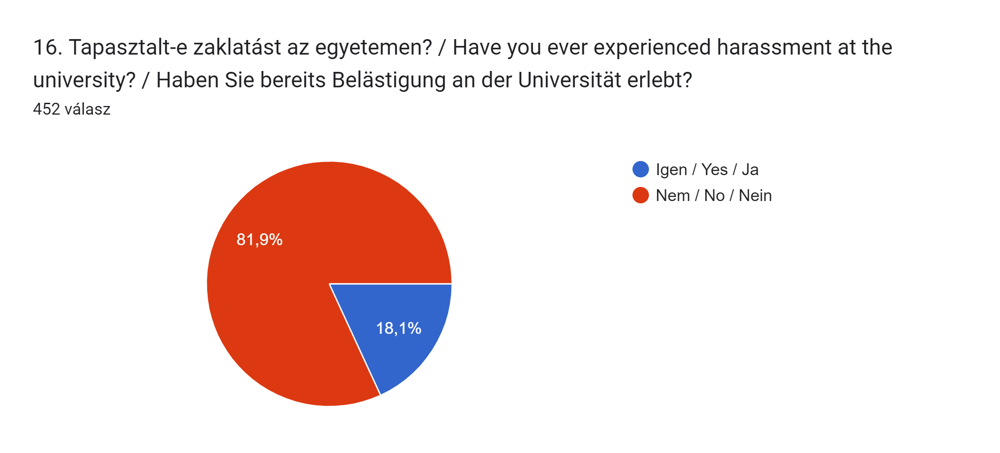 16. Tapasztalt-e zaklatást az egyetemen? / Have you ever experienced harassment at the
university? / Haben Sie bereits Belästigung an der Universität erlebt?
452 válasz
Igen / Yes / Ja
Nem / No / Nein
81,9%
18,1%